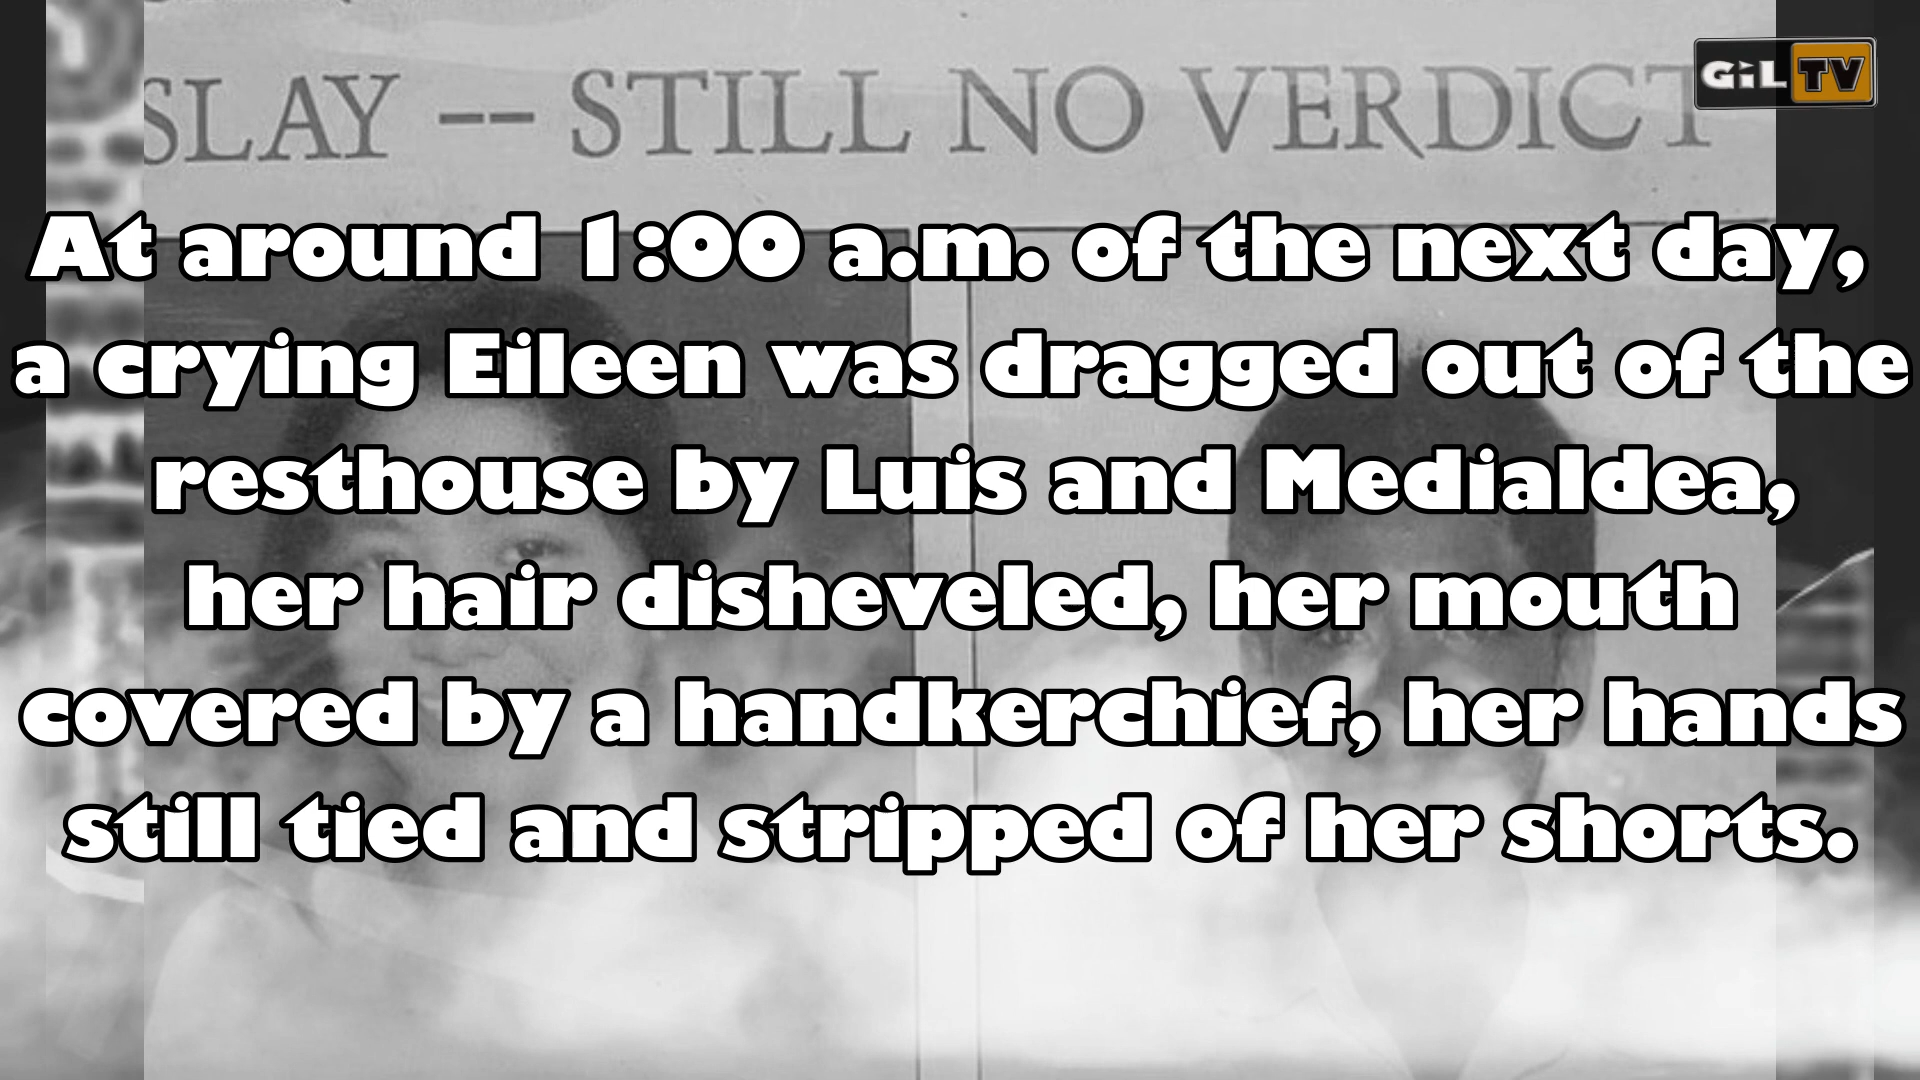 SLAY -- STILL NO VERDICT
GiL TV
At around 1:00 a.m. of the next day,
a crying Eileen was dragged out of the
resthouse by Luis and Medialdea,
her hair disheveled, her mouth
covered by a handkerchief, her hands
still tied and stripped of her shorts.